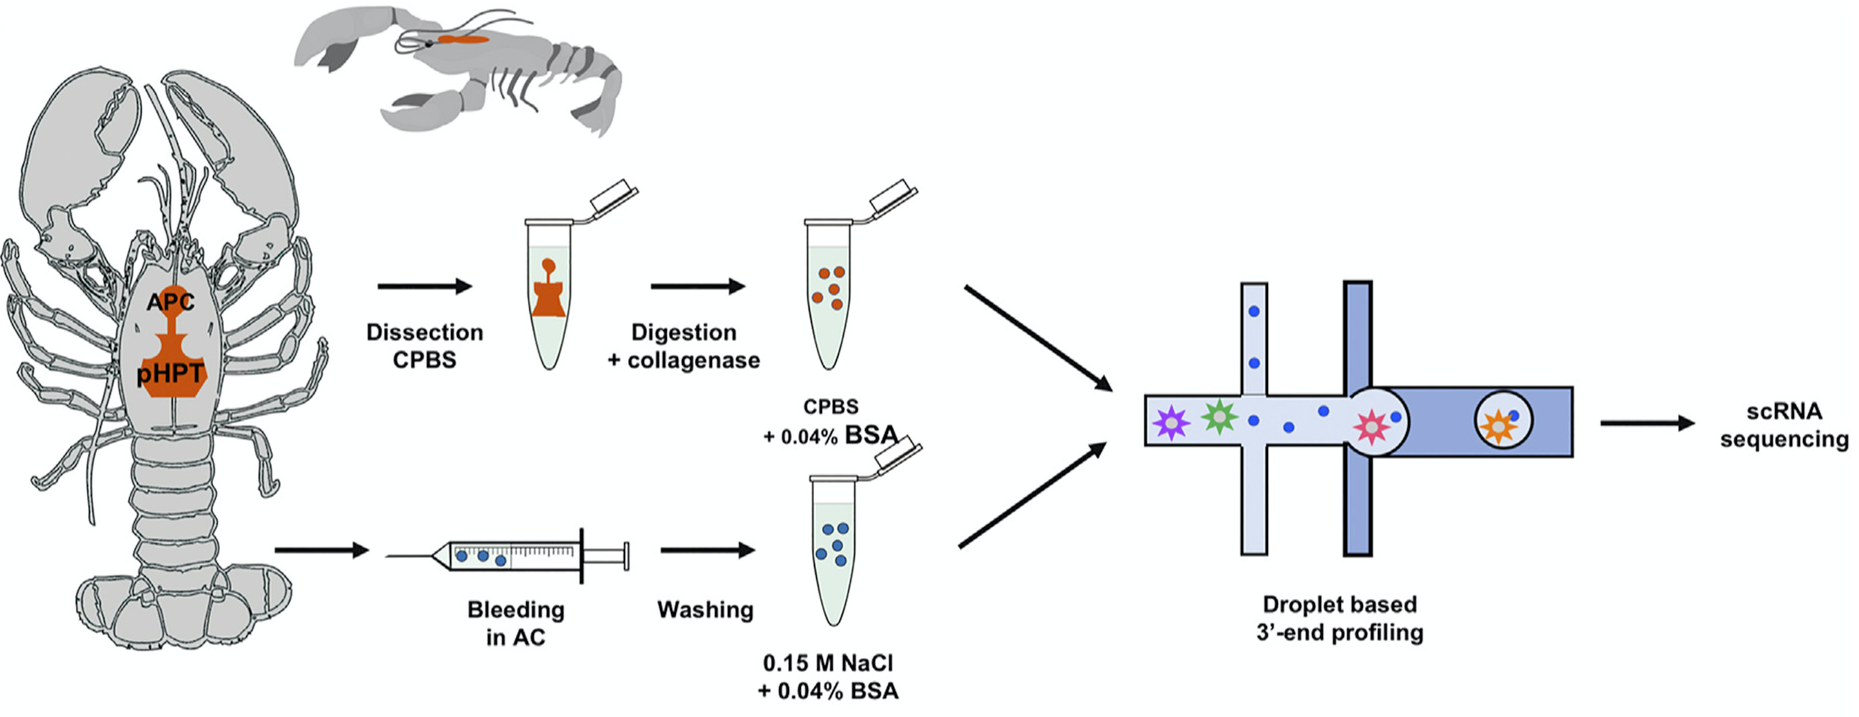 APC
pHPT
Dissection
CPBS
Digestion
+ collagenase
CPBS
+ 0.04% BSA
Bleeding
in AC
Washing
0.15 M NaCl
+ 0.04% BSA
Droplet based
3’-end profiling
scRNA
sequencing